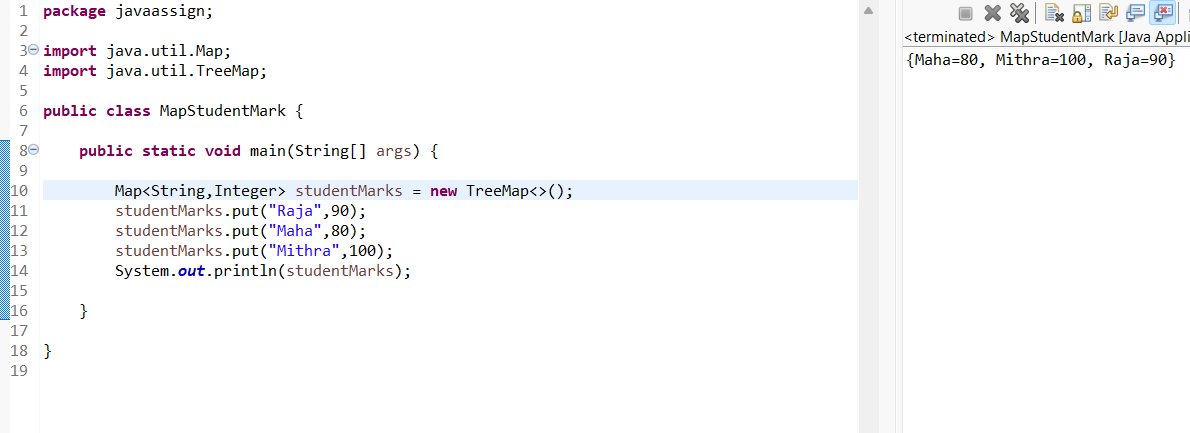 1 package javaassign;
2
3 import java.util.Map;
4 import java.util.TreeMap;
5
6 public class MapStudentMark {
7
8 public static void main(String[] args) {
9
10 Map<String,Integer> studentMarks = new TreeMap<>();
11 studentMarks.put("Raja",90);
12 studentMarks.put("Maha",80);
13 studentMarks.put("Mithra",100);
14 System.out.println(studentMarks);
15
16 }
17
18 }
19
<terminated> MapStudentMark [Java Appli
{Maha=80, Mithra=100, Raja=90}